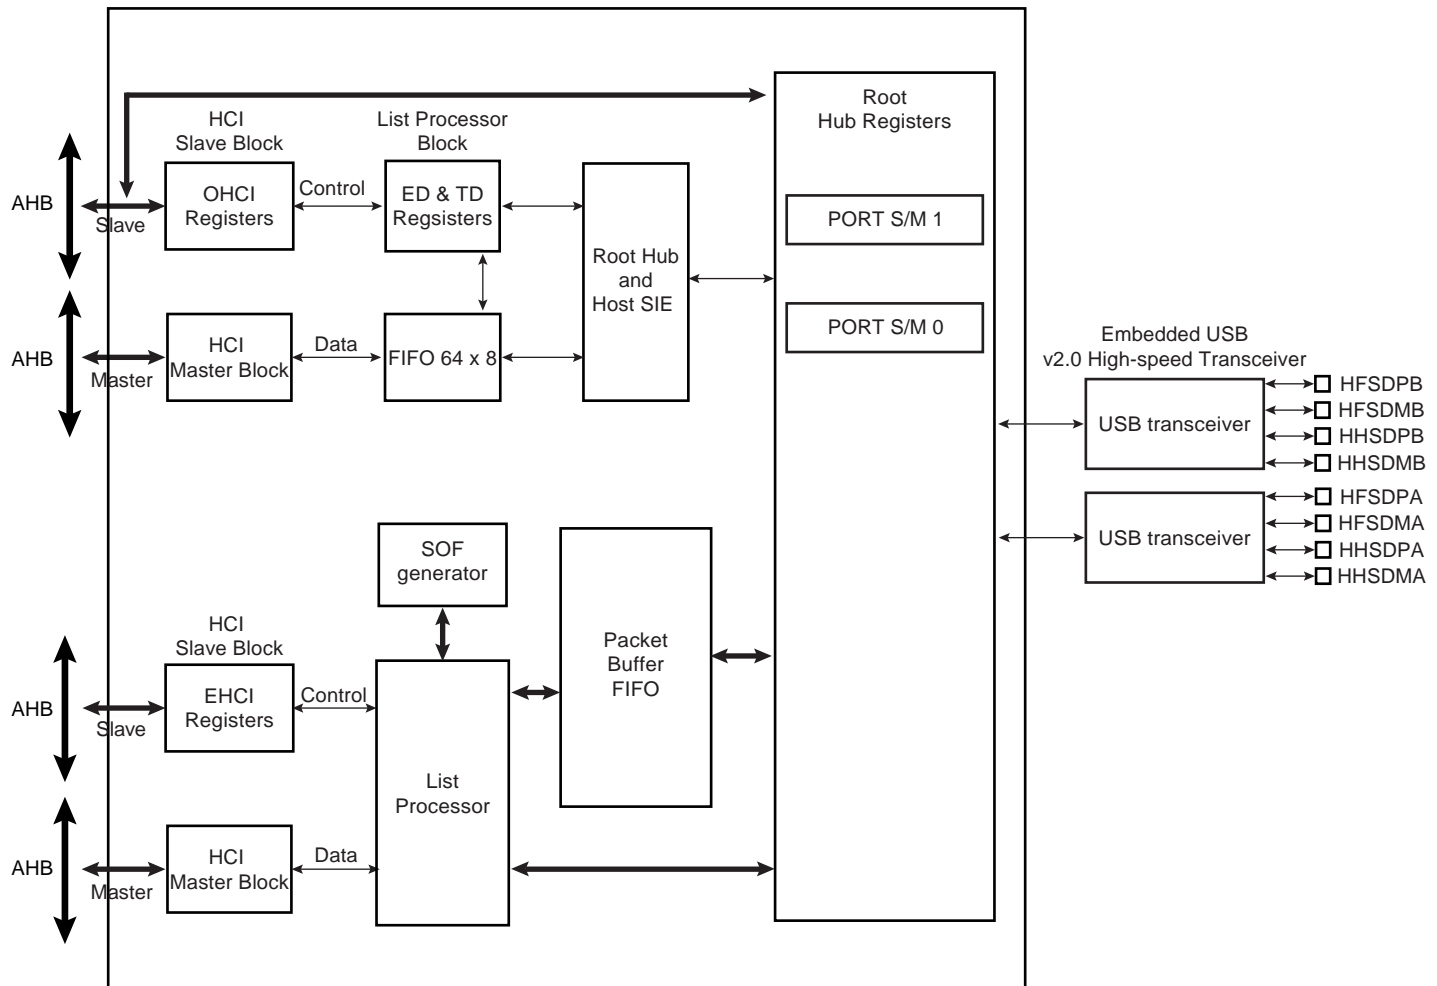 Root
Hub Registers
HCI
Slave Block
List Processor
Block
AHB
Slave
OHCI
Registers
Control
ED & TD
Regsisters
PORT S/M 1
Root Hub
and
Host SIE
PORT S/M 0
AHB
Master
HCI
Master Block
Data
FIFO 64 x 8
Embedded USB
v2.0 High-speed Transceiver
USB transceiver
HFSDPB
HFSDMB
HHSDPB
HHSDMB
USB transceiver
HFSDPA
HFSDMA
HHSDPA
HHSDMA
SOF
generator
HCI
Slave Block
Packet
Buffer
FIFO
AHB
Slave
EHCI
Registers
Control
List
Processor
AHB
Master
HCI
Master Block
Data